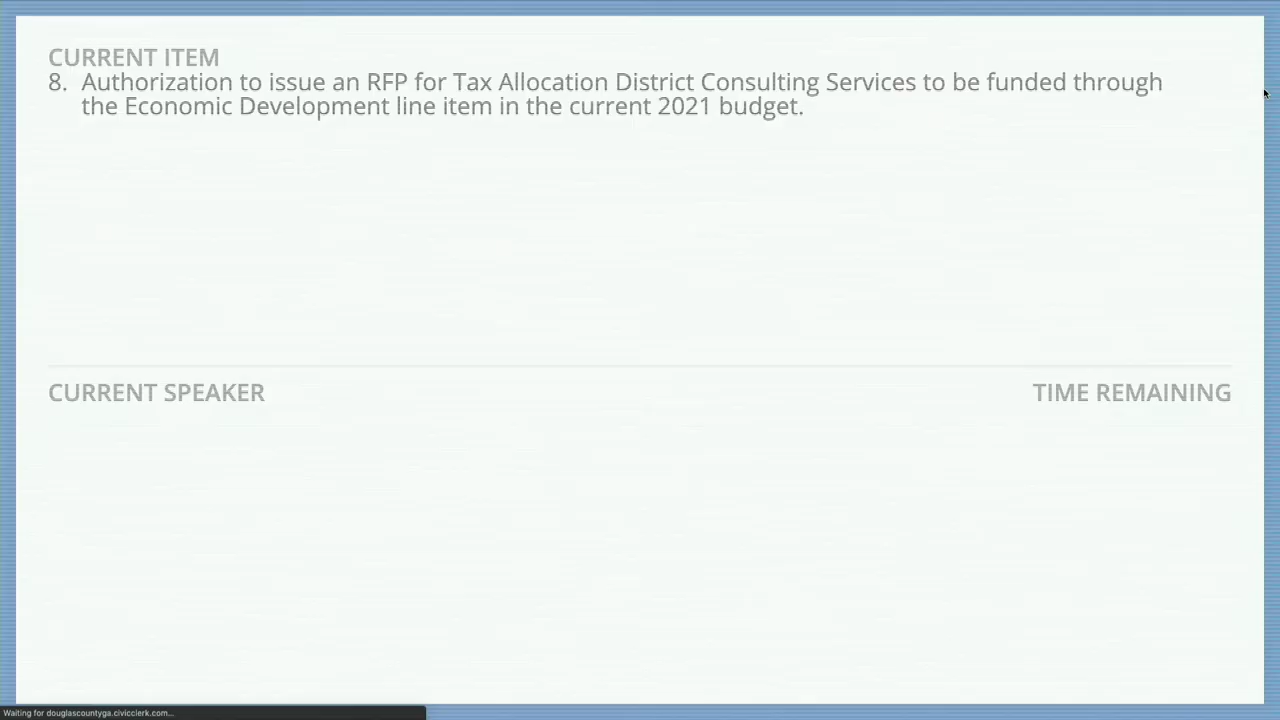 CURRENT ITEM
8. Authorization to issue an RFP for Tax Allocation District Consulting Services to be funded through
the Economic Development line item in the current 2021 budget.
CURRENT SPEAKER
TIME REMAINING
Waiting for douglascountyga.civicclerk.com...